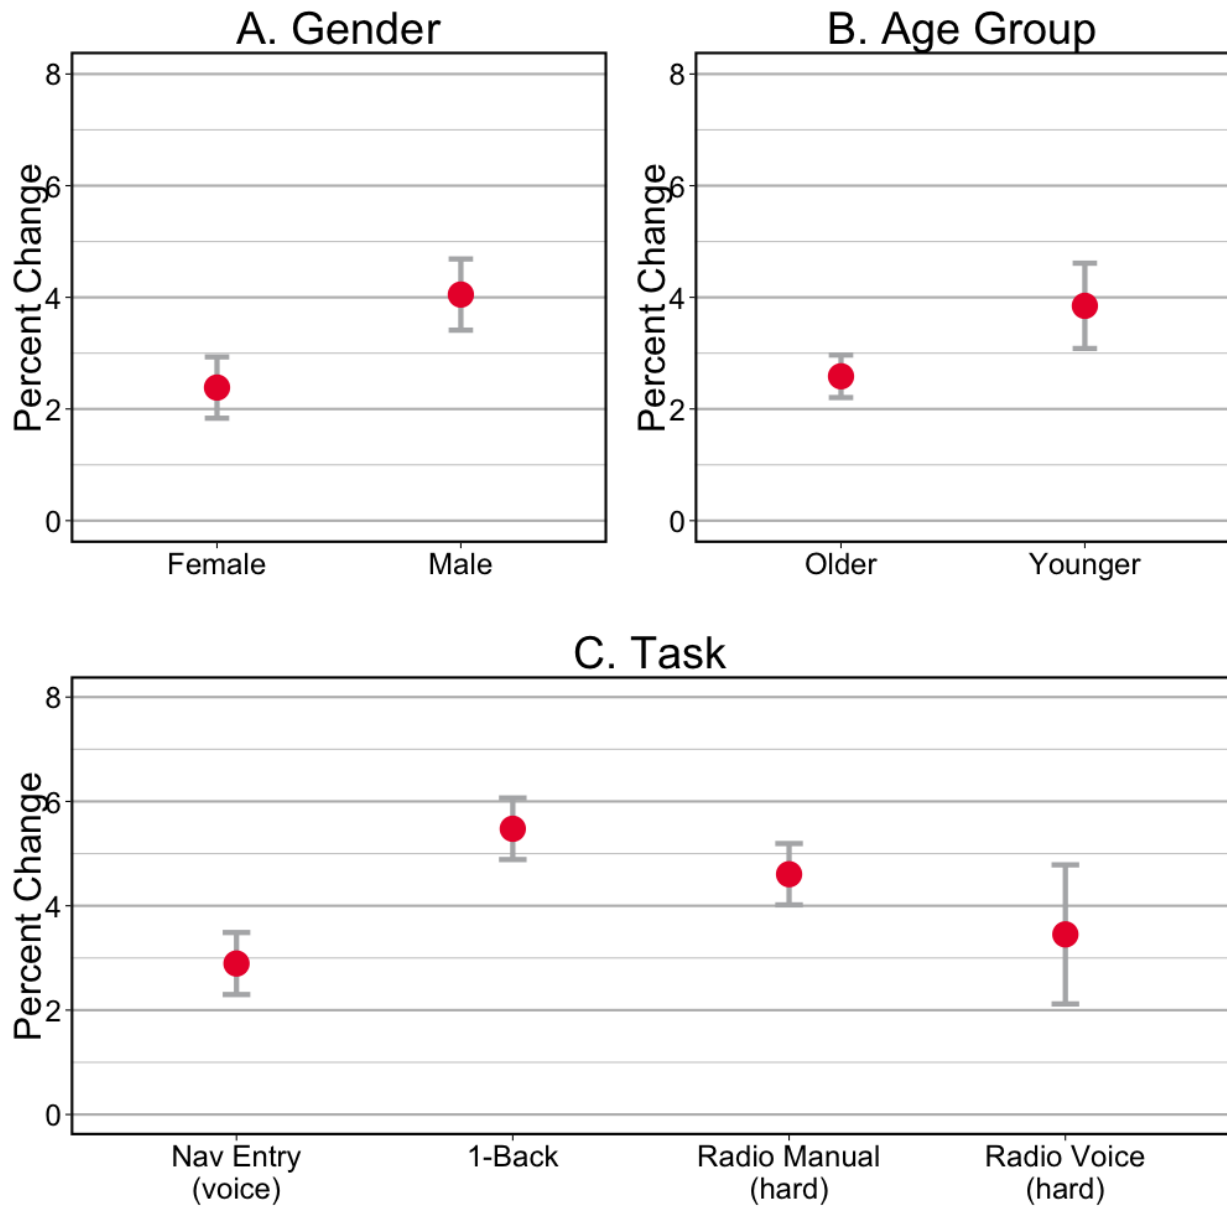 A. Gender
Percent Change
8
6
4
2
0
Female Male
B. Age Group
Percent Change
8
6
4
2
0
Older Younger
C. Task
Percent Change
8
6
4
2
0
Nav Entry 1-Back Radio Manual Radio Voice
(voice) (hard) (hard)